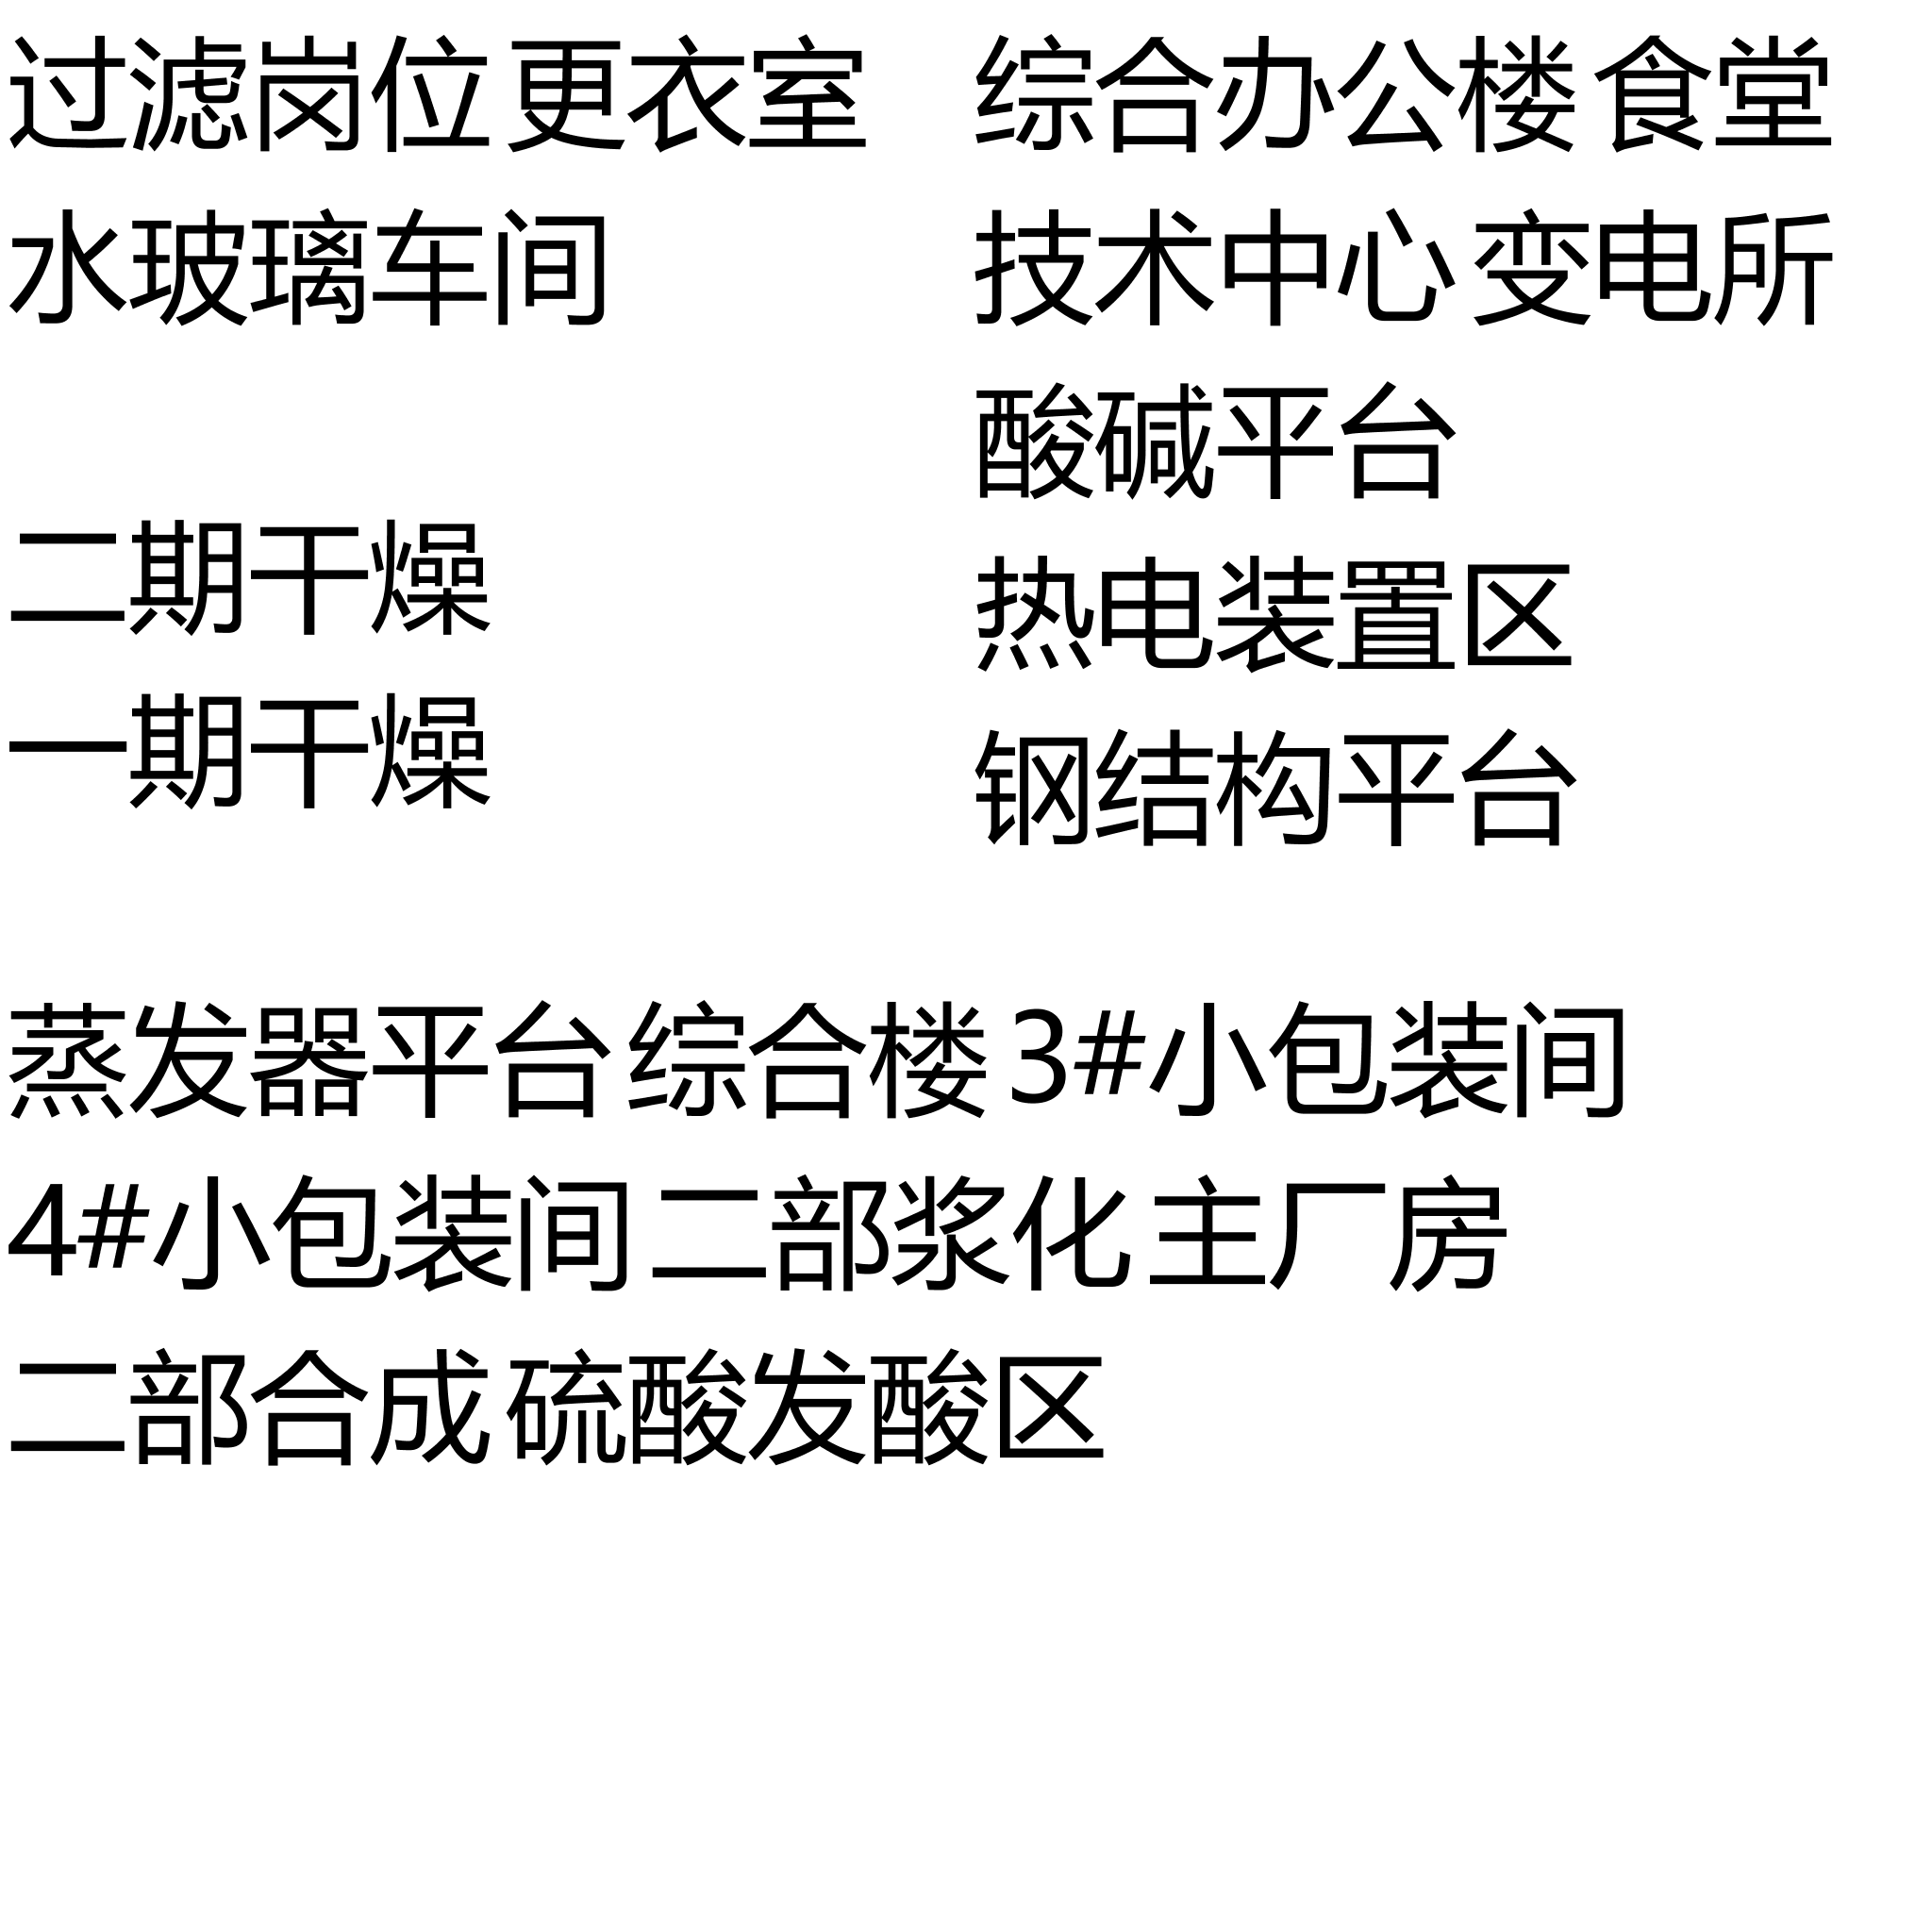 过滤岗位 更衣室
水玻璃车间
二期干燥
一期干燥
综合办公楼 食堂
技术中心 变电所
酸碱平台
热电装置区
钢结构平台
蒸发器平台 综合楼 3#小包装间
4#小包装间 二部浆化主厂房
二部合成 硫酸发酸区